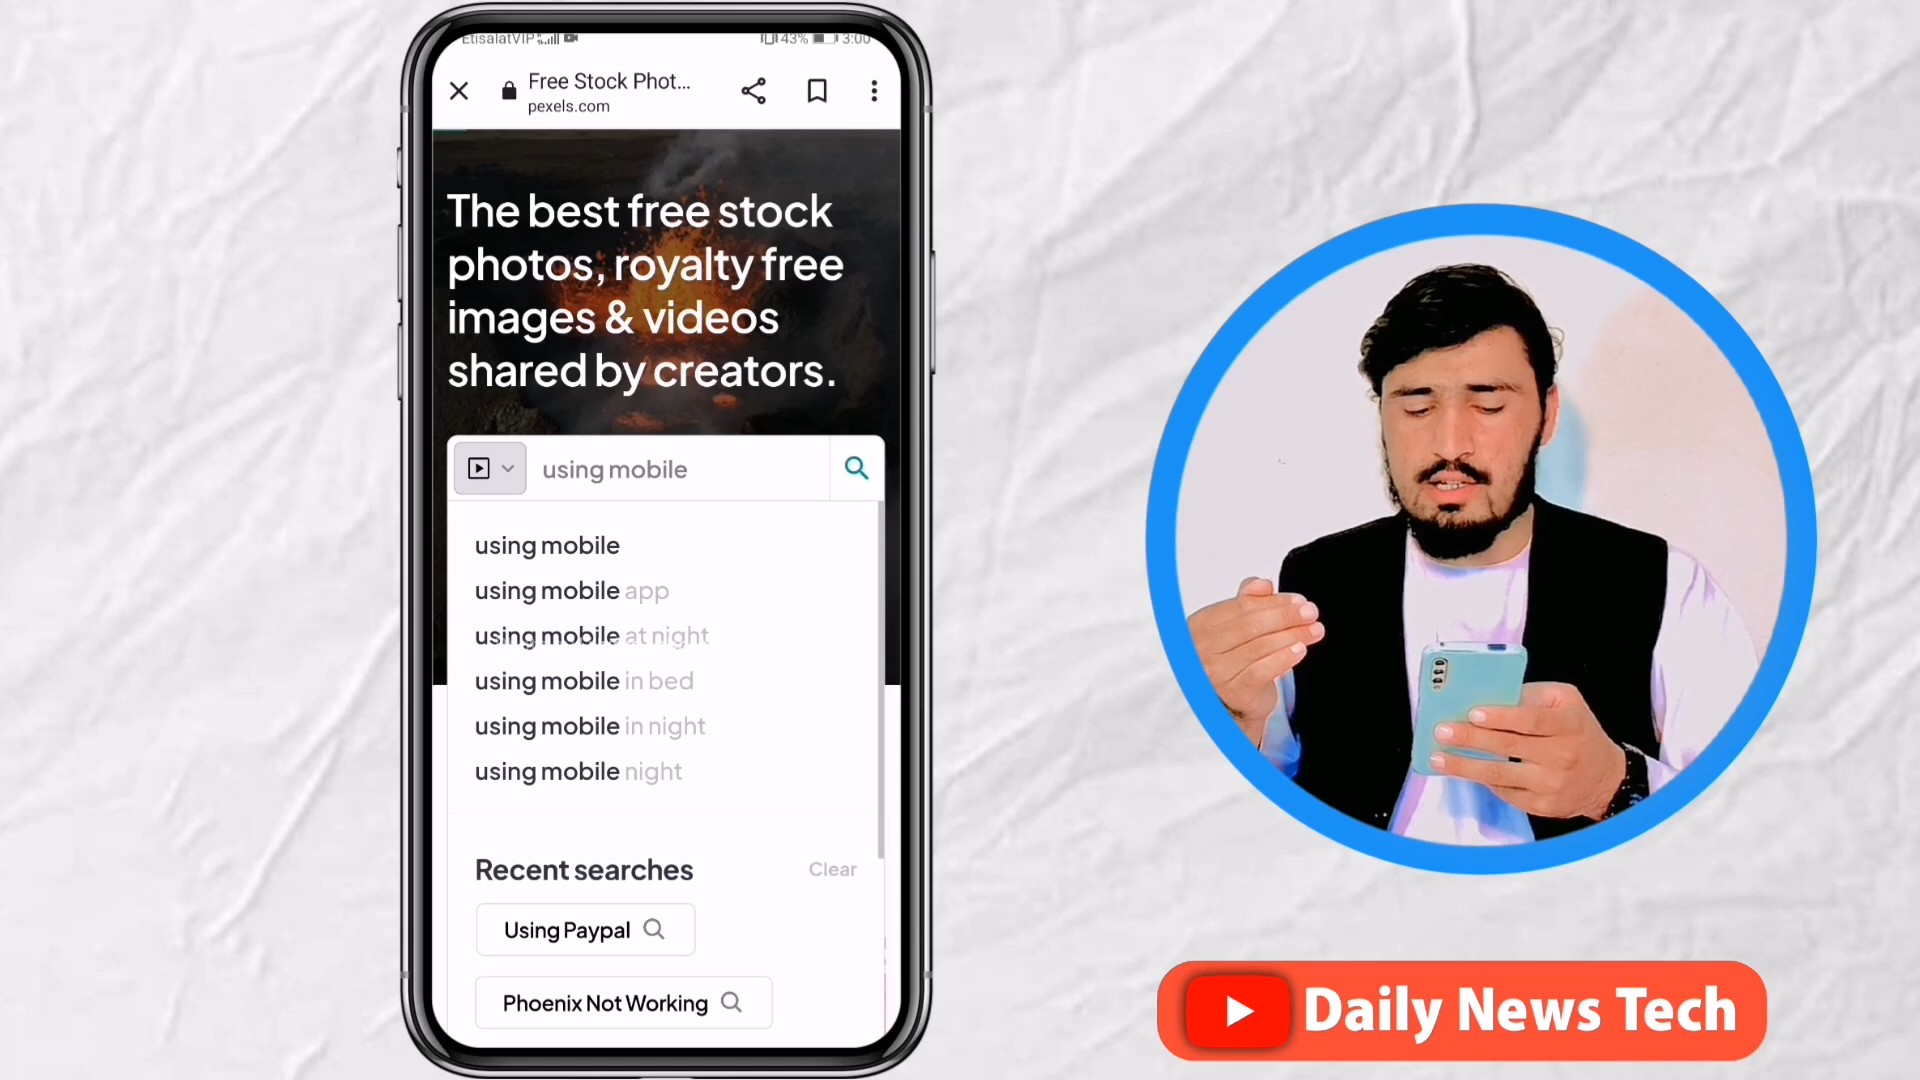 EtisalatVIP
43%
3:00
Free Stock Phot...
pexels.com
The best free stock
photos, royalty free
images & videos
shared by creators.
using mobile
using mobile
using mobile app
using mobile at night
using mobile in bed
using mobile in night
using mobile night
Recent searches
Clear
Using Paypal
Phoenix Not Working
Daily News Tech